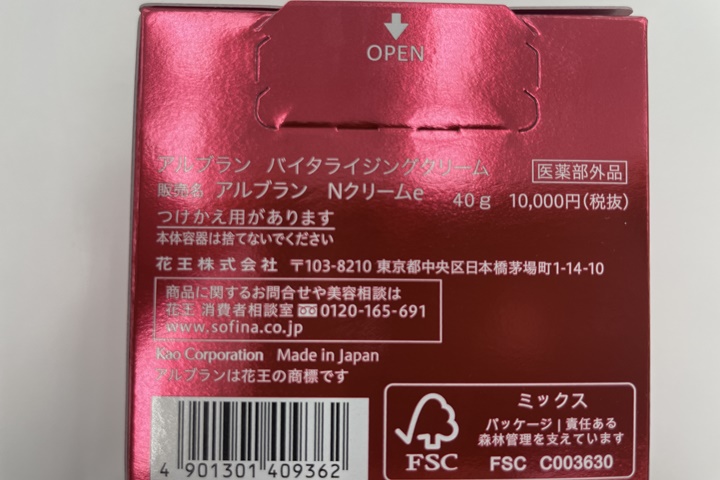 OPEN
アルブラン バイタライジングクリーム
医薬部外品
販売名 アルブラン Nクリームe 40g 10,000円(税抜)
つけかえ用があります
本体容器は捨てないでください
花王株式会社 〒103-8210 東京都中央区日本橋茅場町1-14-10
商品に関するお問合せや美容相談は
花王 消費者相談室 0120-165-691
www.sofina.co.jp
Kao Corporation Made in Japan
アルブランは花王の商標です
4 901301 409362
FSC
ミックス
パッケージ|責任ある
森林管理を支えています
FSC C003630